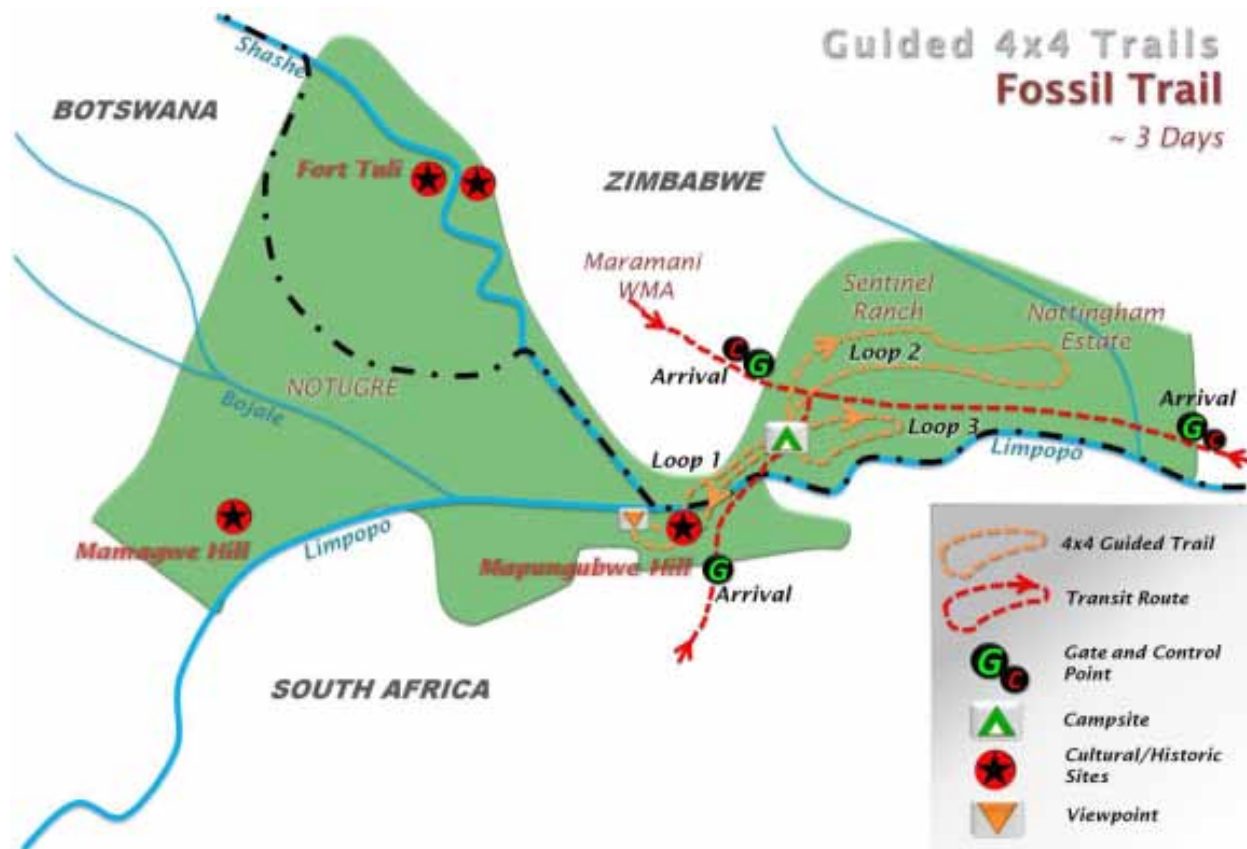 Guided 4x4 Trails
Fossil Trail
~ 3 Days
Shashe
BOTSWANA
Fort Tuli
ZIMBABWE
Maramani
WMA
Sentinel
Ranch
Nottingham
Estate
C G
Arrival
Loop 2
NOTUGRE
Bojale
Arrival
G C
Loop 3
Loop 1
Limpopo
Limpopo
Mamagwe Hill
Mapungubwe Hill
G
Arrival
SOUTH AFRICA
4x4 Guided Trail
Transit Route
G C
Gate and Control
Point
Campsite
Cultural/Historic
Sites
Viewpoint